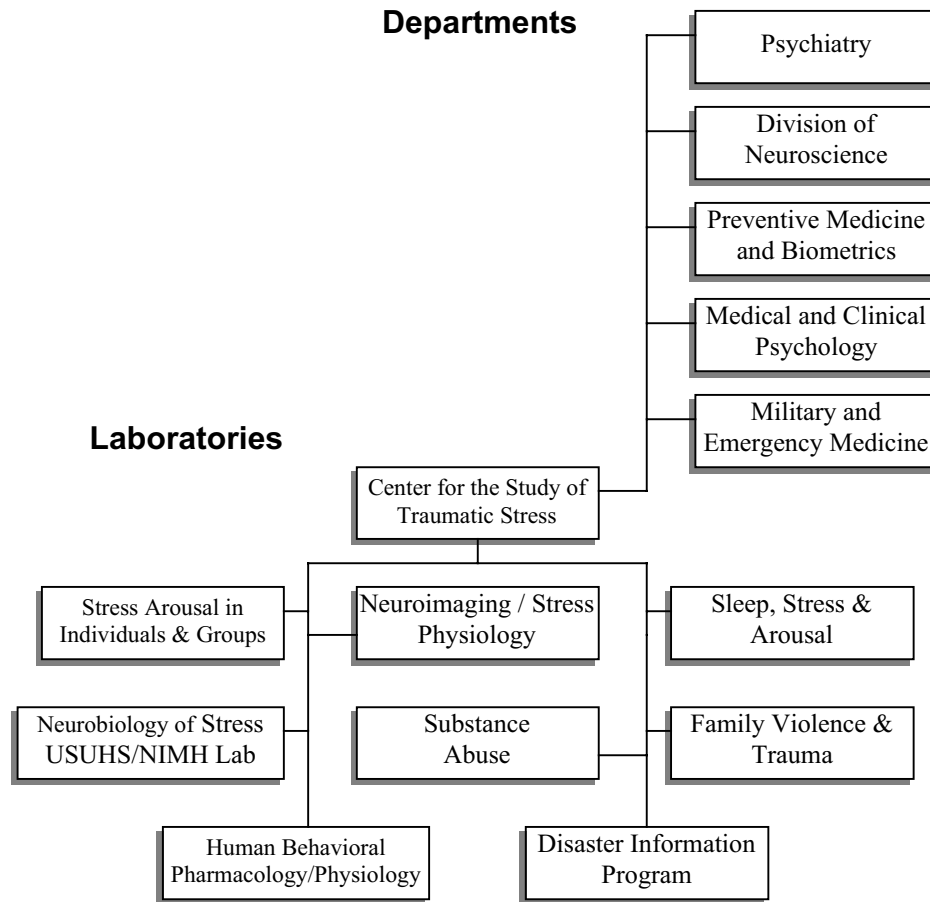 Departments
Psychiatry
Division of
Neuroscience
Preventive Medicine
and Biometrics
Medical and Clinical
Psychology
Military and
Emergency Medicine
Laboratories
Center for the Study of
Traumatic Stress
Stress Arousal in
Individuals & Groups
Neuroimaging / Stress
Physiology
Sleep, Stress &
Arousal
Neurobiology of Stress
USUHS/NIMH Lab
Substance
Abuse
Family Violence &
Trauma
Human Behavioral
Pharmacology/Physiology
Disaster Information
Program